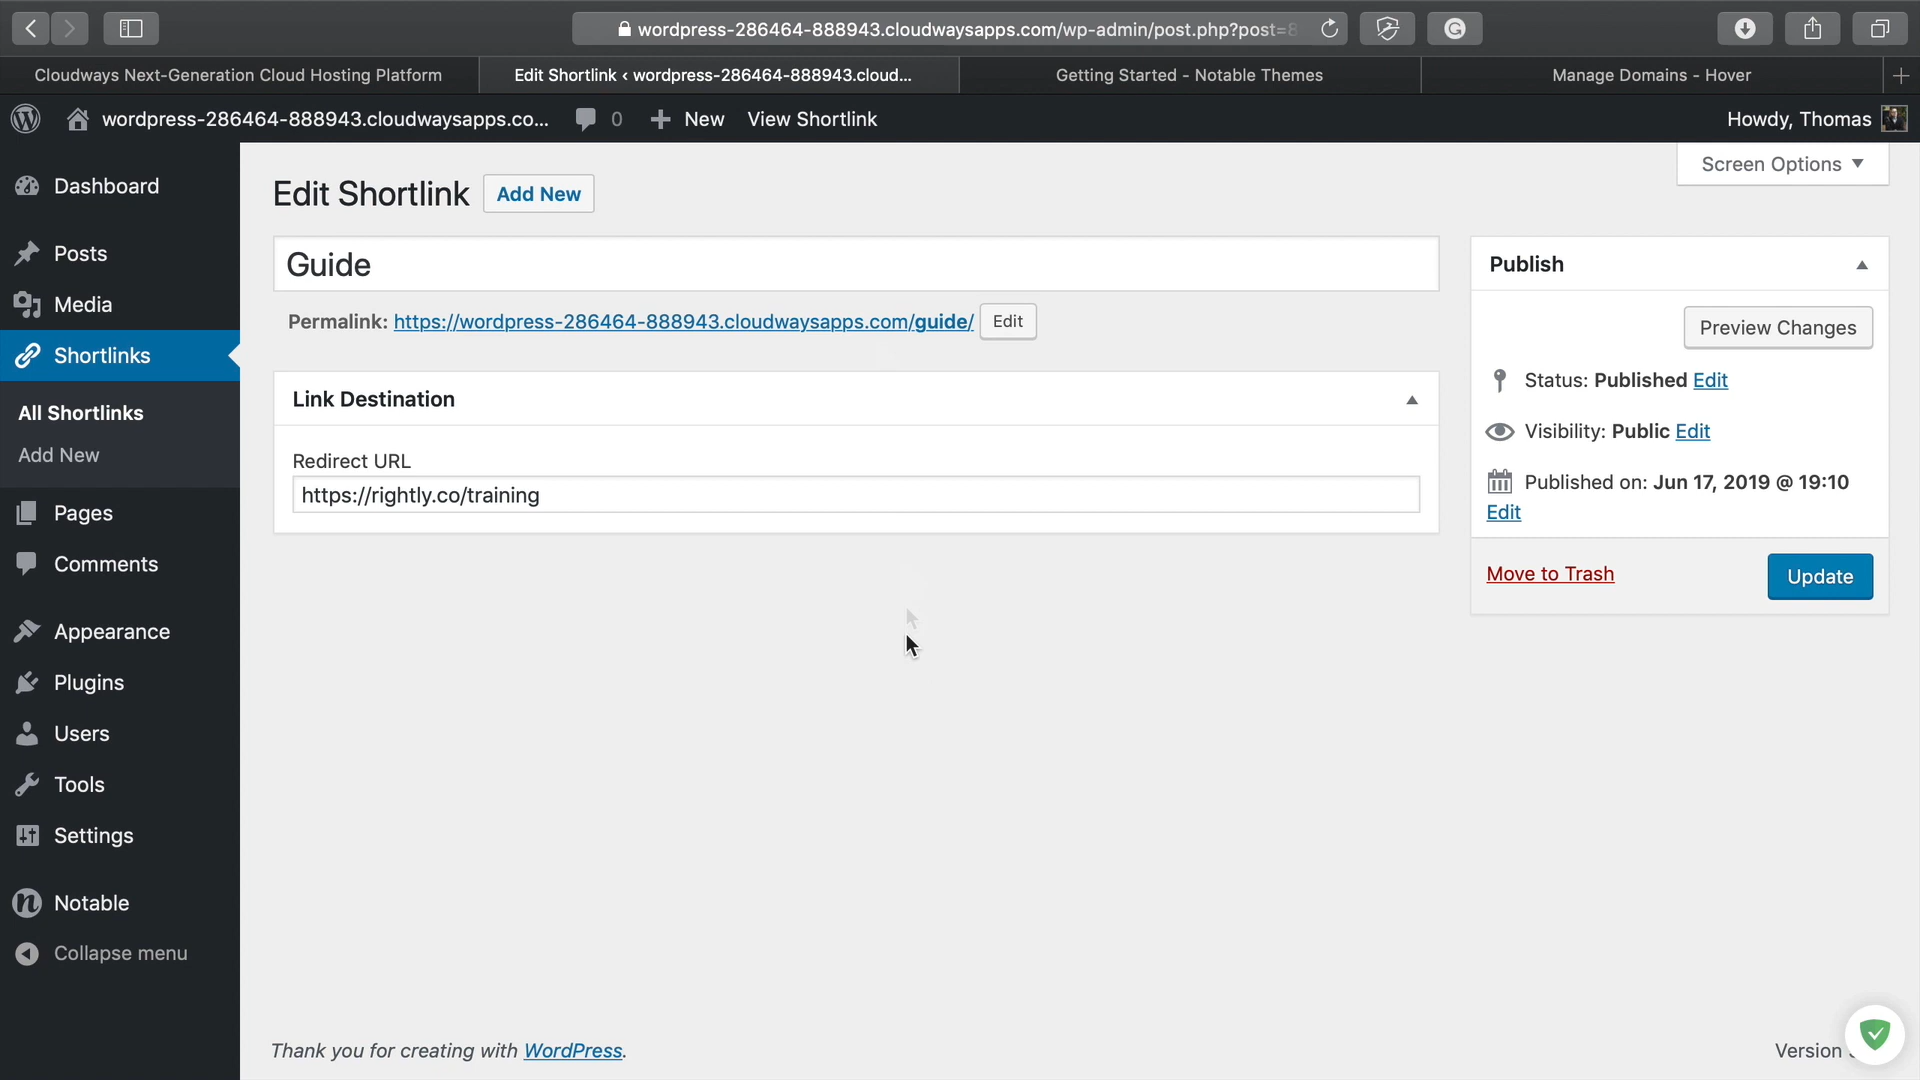 wordpress-286464-888943.cloudwaysapps.com/wp-admin/post.php?post=8
Cloudways Next-Generation Cloud Hosting Platform
Edit Shortlink ‹ wordpress-286464-888943.cloud...
Getting Started - Notable Themes
Manage Domains - Hover
wordpress-286464-888943.cloudwaysapps.co...
0
New
View Shortlink
Howdy, Thomas
Screen Options
Dashboard
Posts
Media
Shortlinks
All Shortlinks
Add New
Pages
Comments
Appearance
Plugins
Users
Tools
Settings
Notable
Collapse menu
Edit Shortlink
Add New
Guide
Permalink: https://wordpress-286464-888943.cloudwaysapps.com/guide/ Edit
Link Destination
Redirect URL
https://rightly.co/training
Publish
Preview Changes
Status: Published Edit
Visibility: Public Edit
Published on: Jun 17, 2019 @ 19:10
Edit
Move to Trash
Update
Thank you for creating with WordPress.
Version